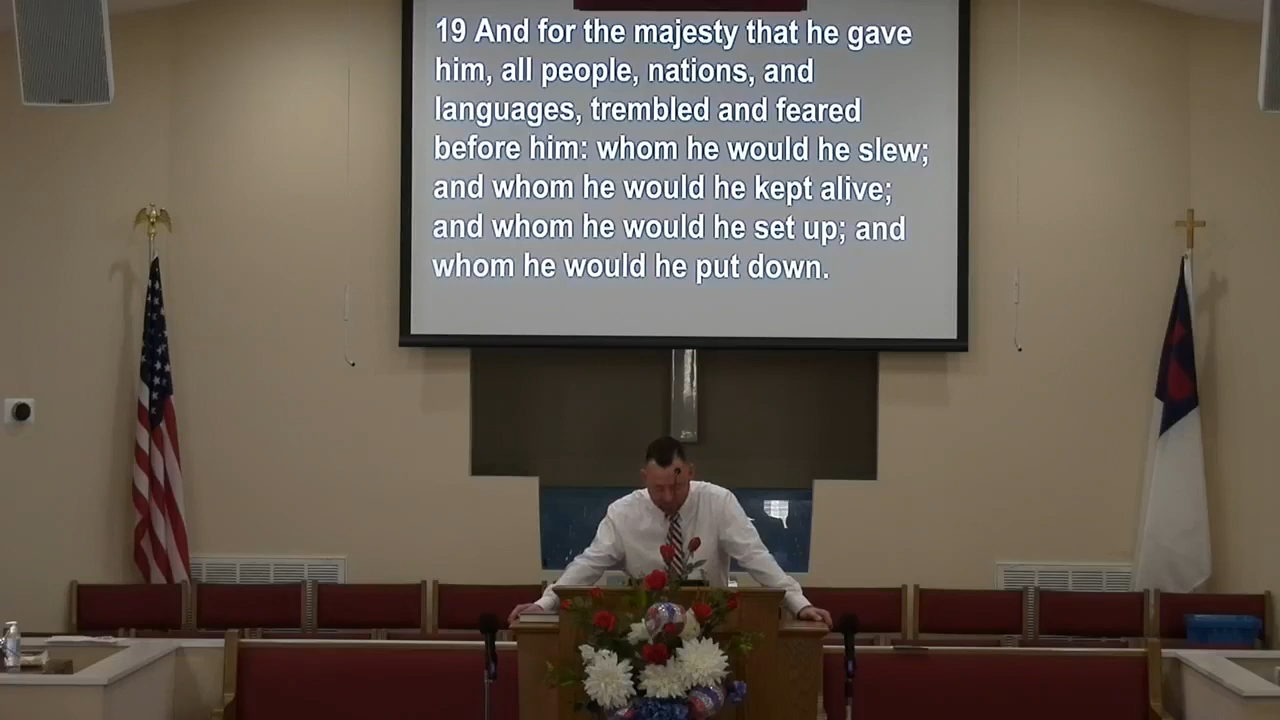 19 And for the majesty that he gave
him, all people, nations, and
languages, trembled and feared
before him: whom he would he slew;
and whom he would he kept alive;
and whom he would he set up; and
whom he would he put down.